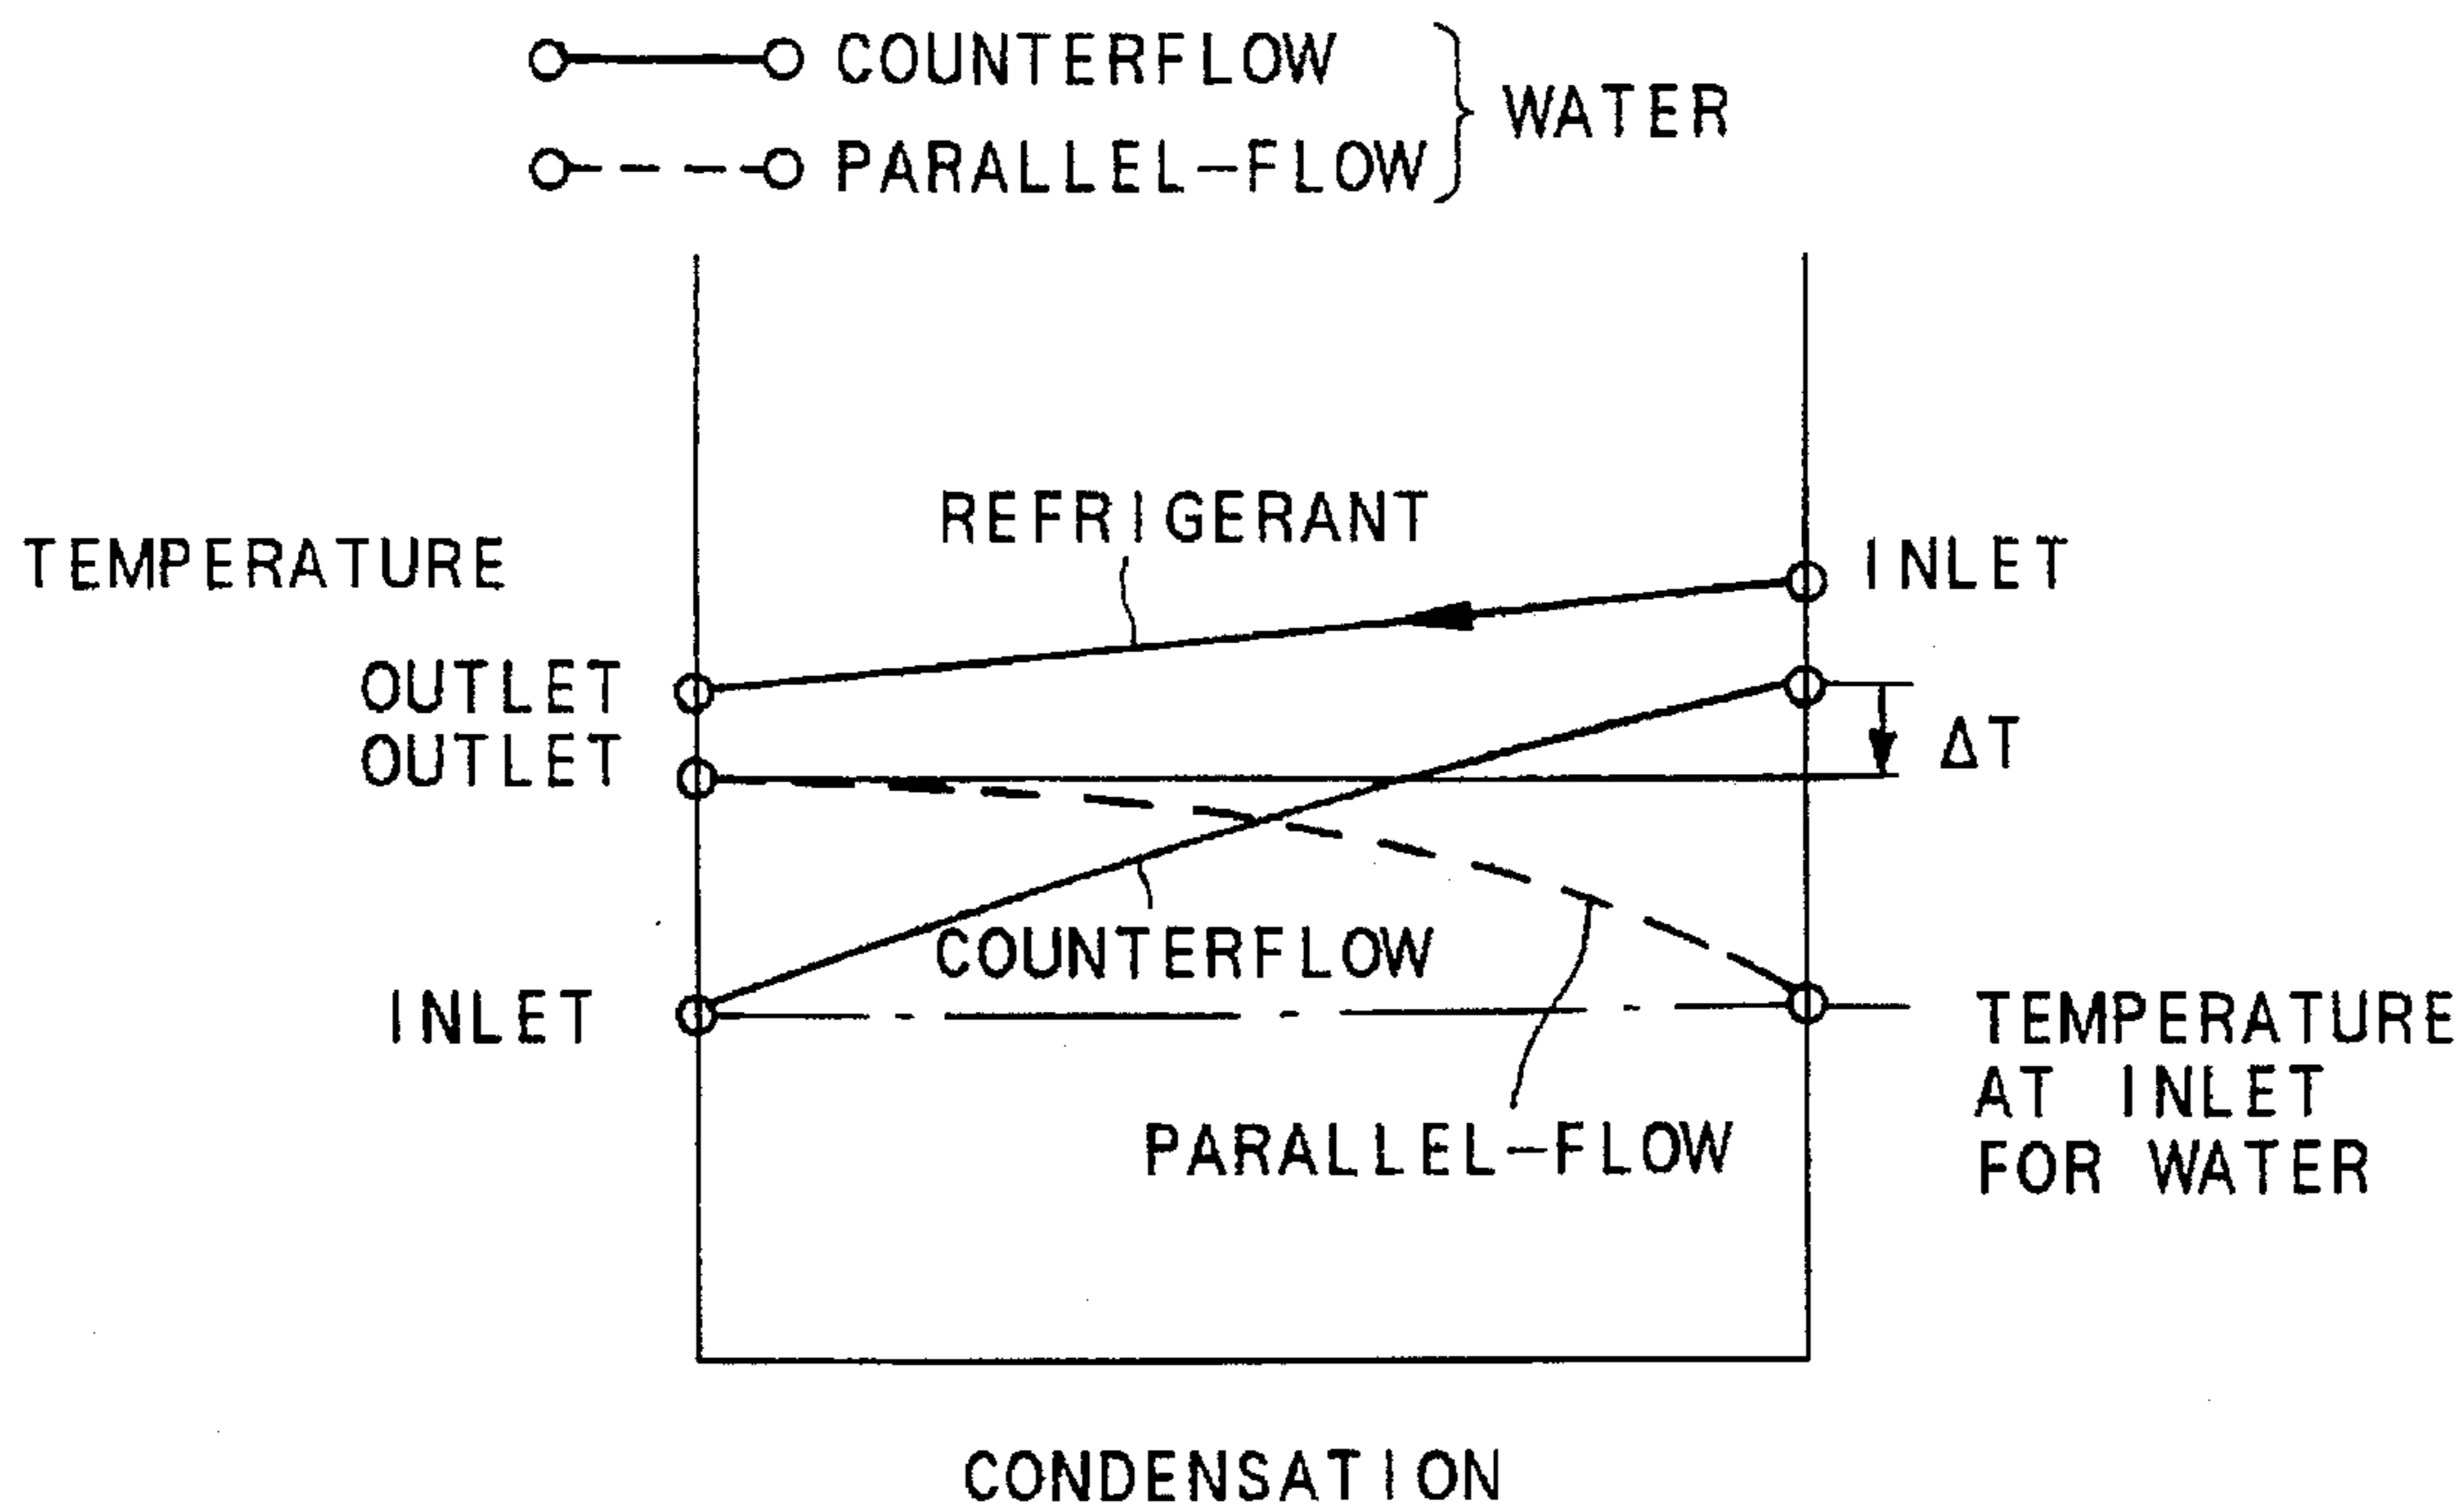 COUNTERFLOW
PARALLEL-FLOW
WATER
REFRIGERANT
TEMPERATURE
INLET
OUTLET
OUTLET
ΔT
COUNTERFLOW
INLET
TEMPERATURE
AT INLET
FOR WATER
PARALLEL-FLOW
CONDENSATION